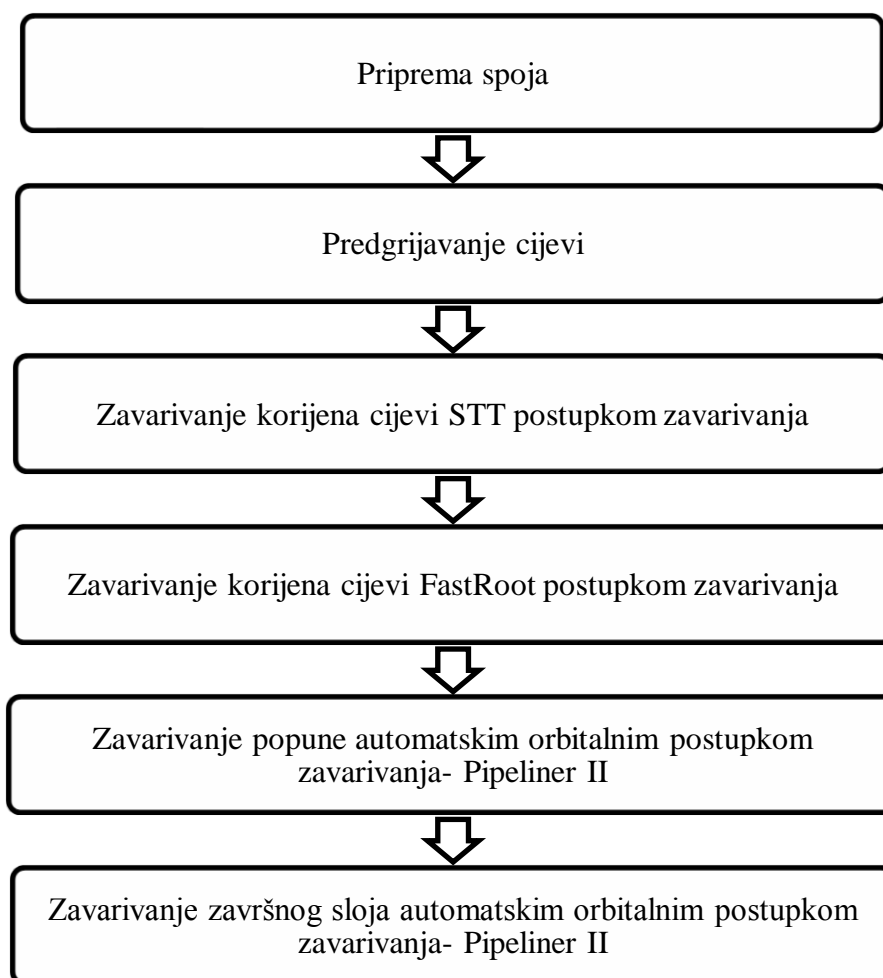 Priprema spoja
Predgrijavanje cijevi
Zavarivanje korijena cijevi STT postupkom zavarivanja
Zavarivanje korijena cijevi FastRoot postupkom zavarivanja
Zavarivanje popune automatskim orbitalnim postupkom
zavarivanja- Pipeliner II
Zavarivanje završnog sloja automatskim orbitalnim postupkom
zavarivanja- Pipeliner II